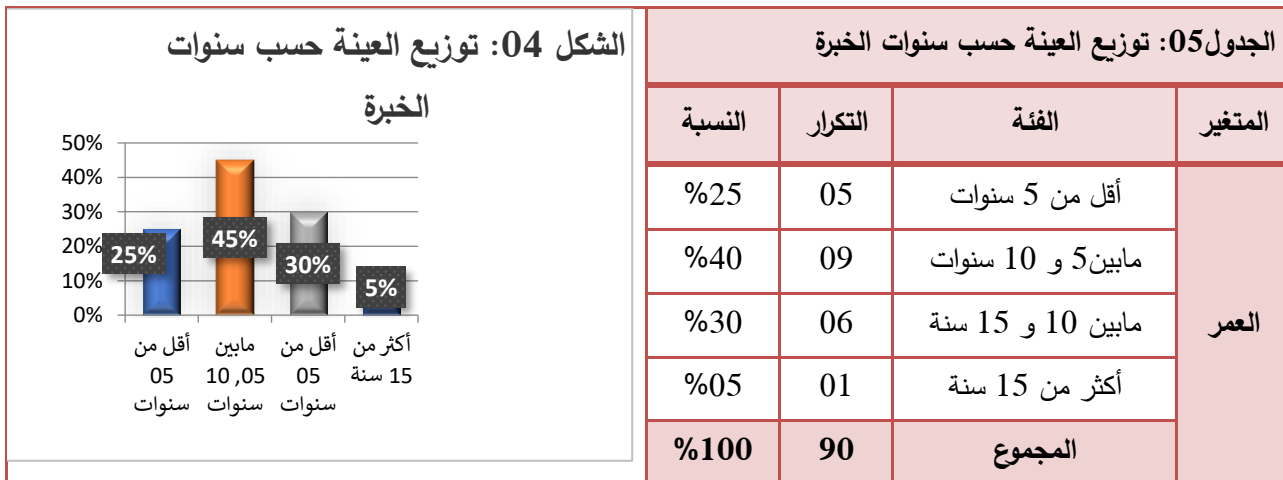 الجدول05: توزيع العينة حسب سنوات الخبرة
المتغير الفئة التكرار النسبة
العمر
أقل من 5 سنوات 05 %25
مابين5 و 10 سنوات 09 %40
مابين 10 و 15 سنة 06 %30
أكثر من 15 سنة 01 %05
المجموع 90 %100
الشكل 04: توزيع العينة حسب سنوات
الخبرة
50%
40%
30%
20%
10%
0%
25%
45%
30%
5%
أقل من
05
سنوات
مابين
05, 10
سنوات
أقل من
05
سنوات
أكثر من
15 سنة